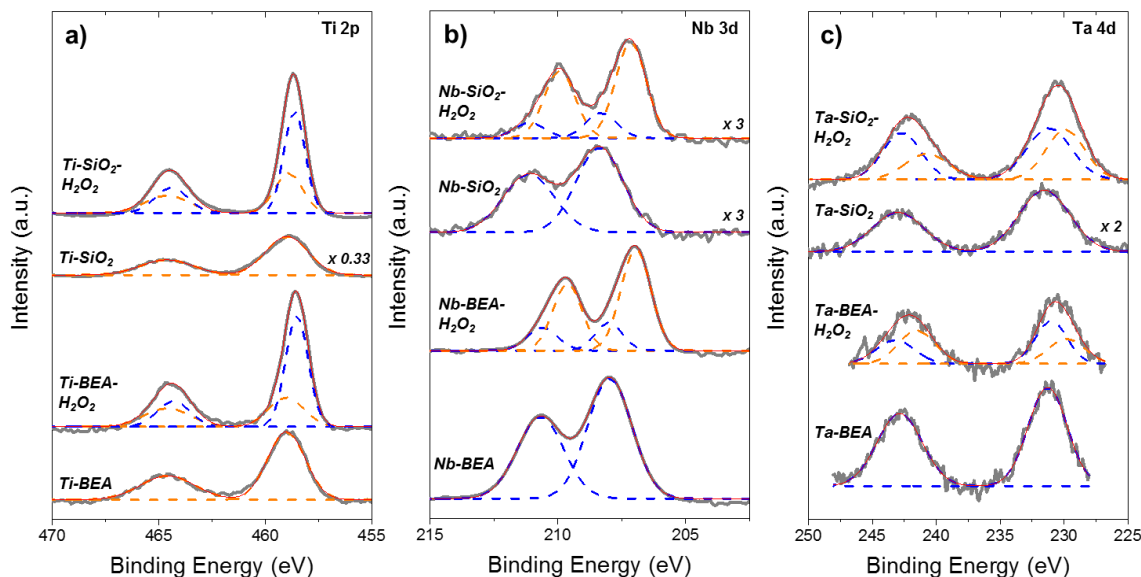 a)
Ti 2p
Ti-SiO₂-
H₂O₂
Ti-SiO₂
x 0.33
Ti-BEA-
H₂O₂
Ti-BEA
470 465 460 455
Binding Energy (eV)
Intensity (a.u.)
b)
Nb 3d
Nb-SiO₂-
H₂O₂
x 3
Nb-SiO₂
x 3
Nb-BEA-
H₂O₂
Nb-BEA
215 210 205
Binding Energy (eV)
Intensity (a.u.)
c)
Ta 4d
Ta-SiO₂-
H₂O₂
Ta-SiO₂
x 2
Ta-BEA-
H₂O₂
Ta-BEA
250 245 240 235 230 225
Binding Energy (eV)
Intensity (a.u.)